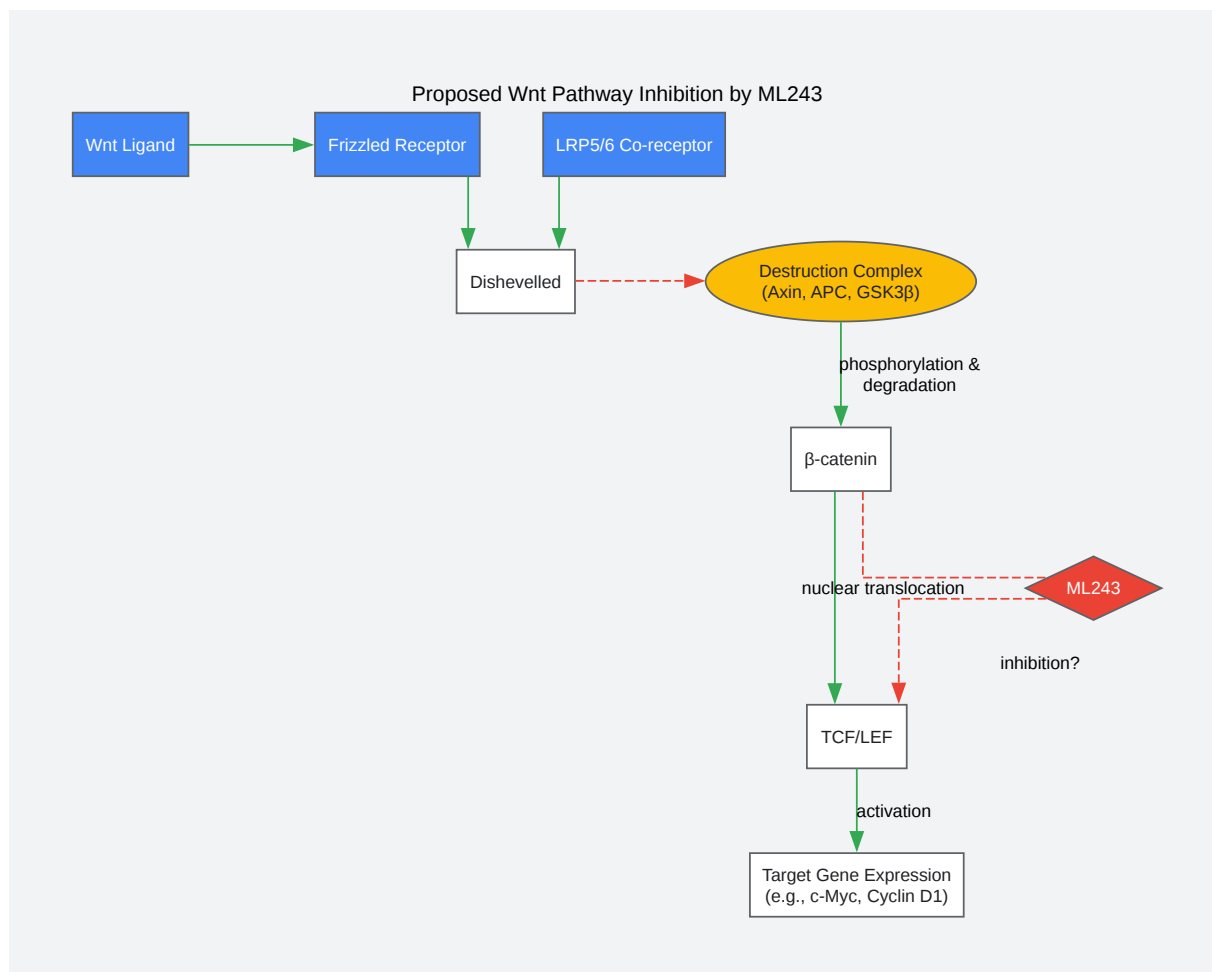 Proposed Wnt Pathway Inhibition by ML243
Wnt Ligand
Frizzled Receptor
LRP5/6 Co-receptor
Dishevelled
Destruction Complex
(Axin, APC, GSK3β)
phosphorylation &
degradation
β-catenin
nuclear translocation
ML243
inhibition?
TCF/LEF
activation
Target Gene Expression
(e.g., c-Myc, Cyclin D1)